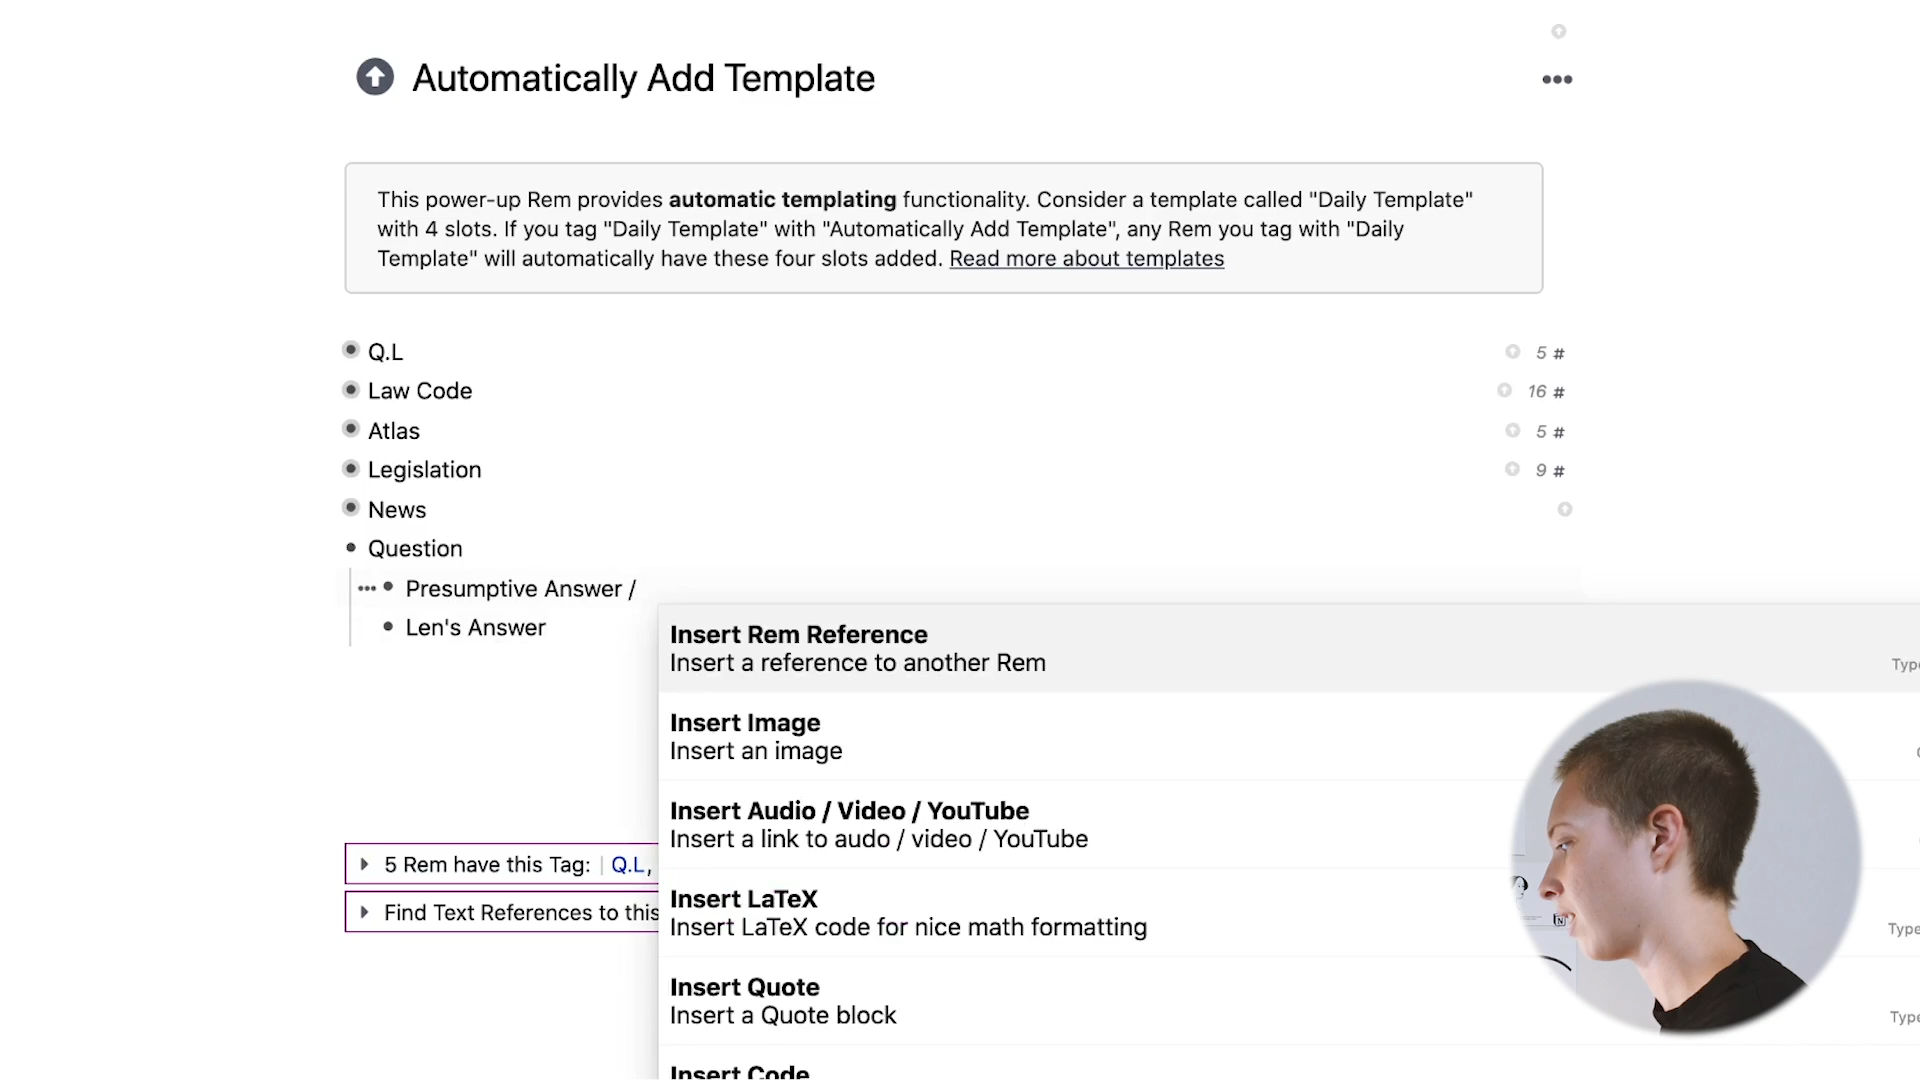 Automatically Add Template
•••
This power-up Rem provides automatic templating functionality. Consider a template called "Daily Template"
with 4 slots. If you tag "Daily Template" with "Automatically Add Template", any Rem you tag with "Daily
Template" will automatically have these four slots added. Read more about templates
Q.L 5 #
Law Code 16 #
Atlas 5 #
Legislation 9 #
News
Question
Presumptive Answer /
Len's Answer
Insert Rem Reference
Insert a reference to another Rem
Insert Image
Insert an image
Insert Audio / Video / YouTube
Insert a link to audo / video / YouTube
5 Rem have this Tag: | Q.L,
Insert LaTeX
Find Text References to this
Insert LaTeX code for nice math formatting
Type
Insert Quote
Insert a Quote block
Type
Insert Code